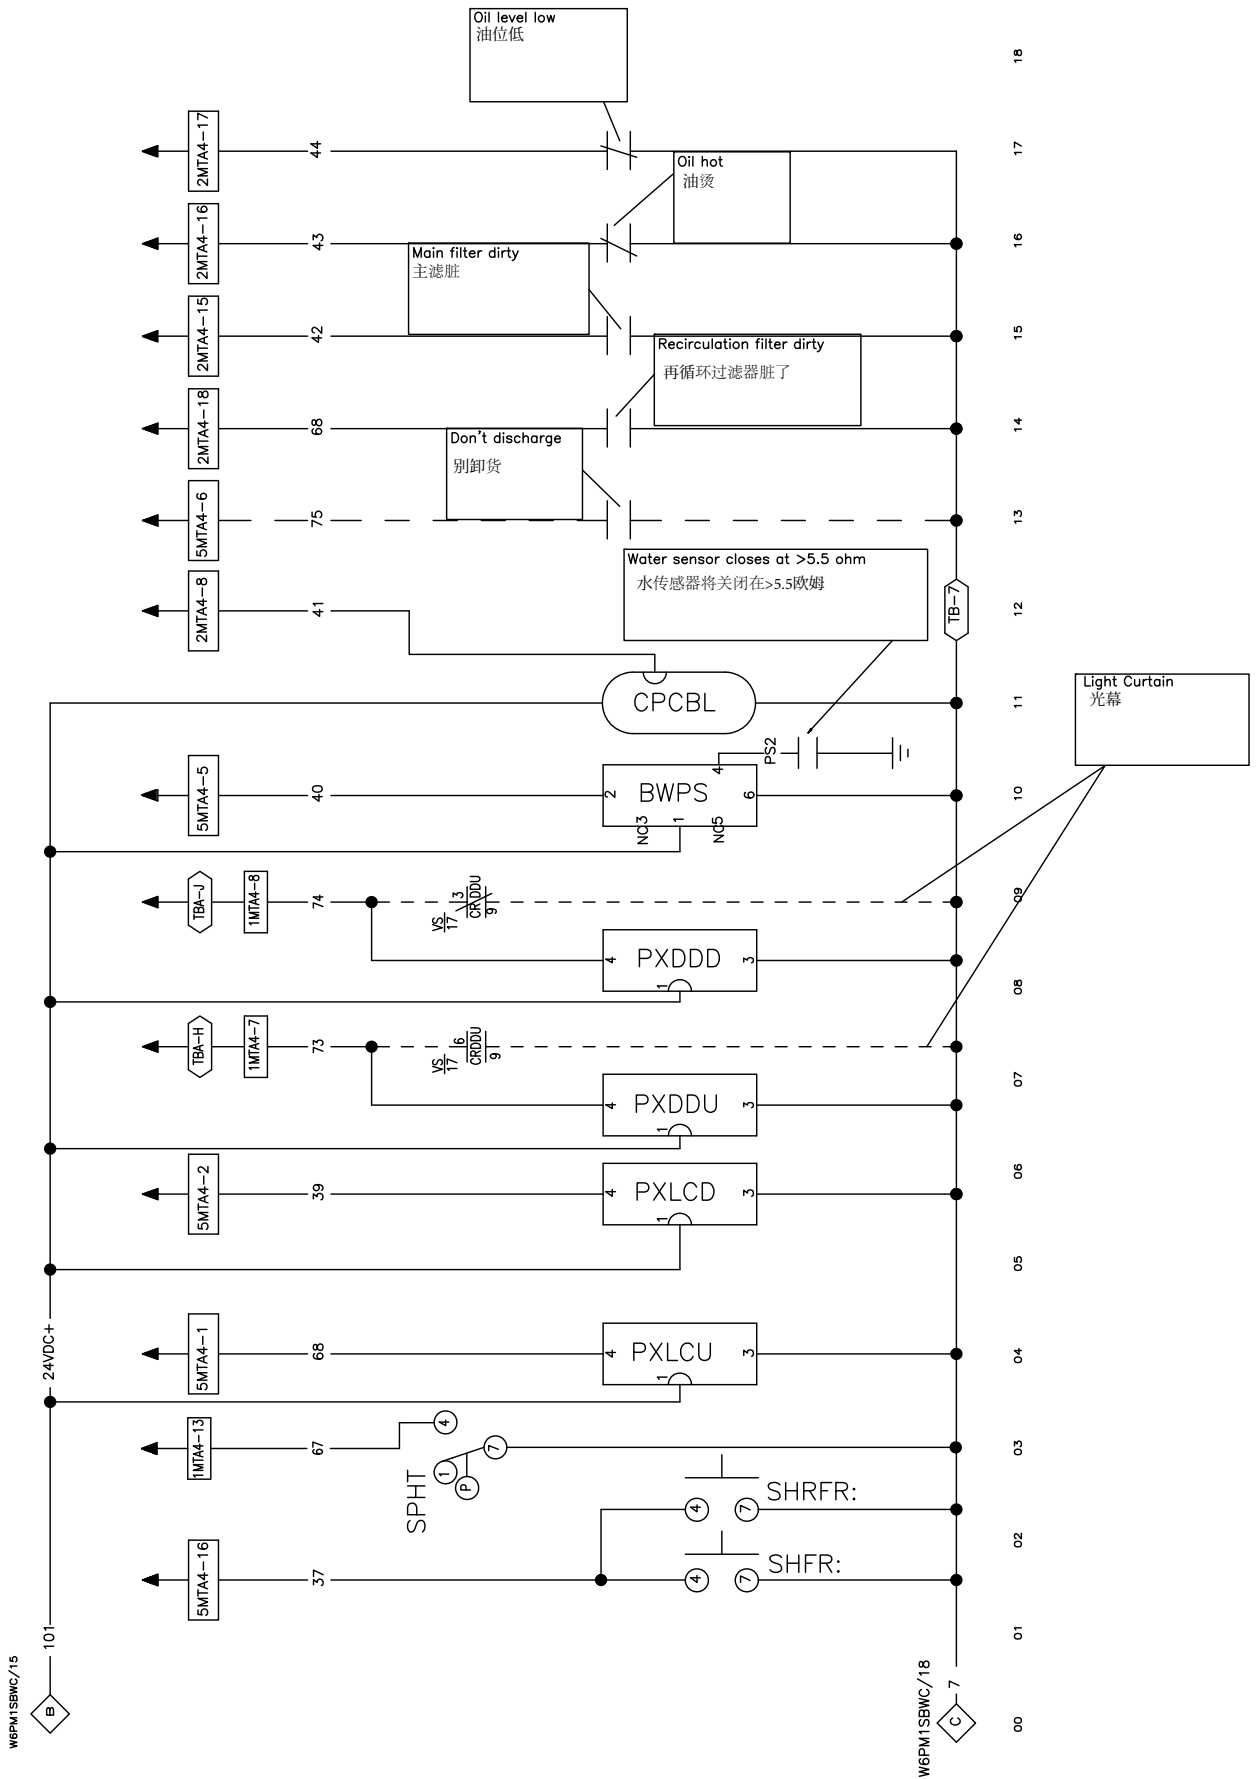 Oil level low
油位低
18
2MTA4-17
44
17
Oil hot
油烫
2MTA4-16
43
16
Main filter dirty
主滤脏
2MTA4-15
42
15
Recirculation filter dirty
再循环过滤器脏了
2MTA4-18
68
14
Don't discharge
别卸货
5MTA4-6
75
13
Water sensor closes at >5.5 ohm
水传感器将关闭在>5.5欧姆
2MTA4-8
41
TB-7
12
CPCBL
11
Light Curtain
光幕
PS2
4
5MTA4-5
40
2
BWPS
6
10
NC3
1
NC5
TBA-J
1MTA4-8
74
VS
17
3
CRDDU
9
09
4
PXDDD
3
1
08
TBA-H
1MTA4-7
73
VS
17
6
CRDDU
9
07
4
PXDDU
3
1
5MTA4-2
39
4
PXLCD
3
1
06
05
24VDC+
5MTA4-1
68
4
PXLCU
3
1
04
1MTA4-13
67
4
7
1
P
SPHT
03
SHRFR:
4
7
02
5MTA4-16
37
SHFR:
4
7
101
01
W6PM1SBWC/15
B
W6PM1SBWC/18
7
C
00